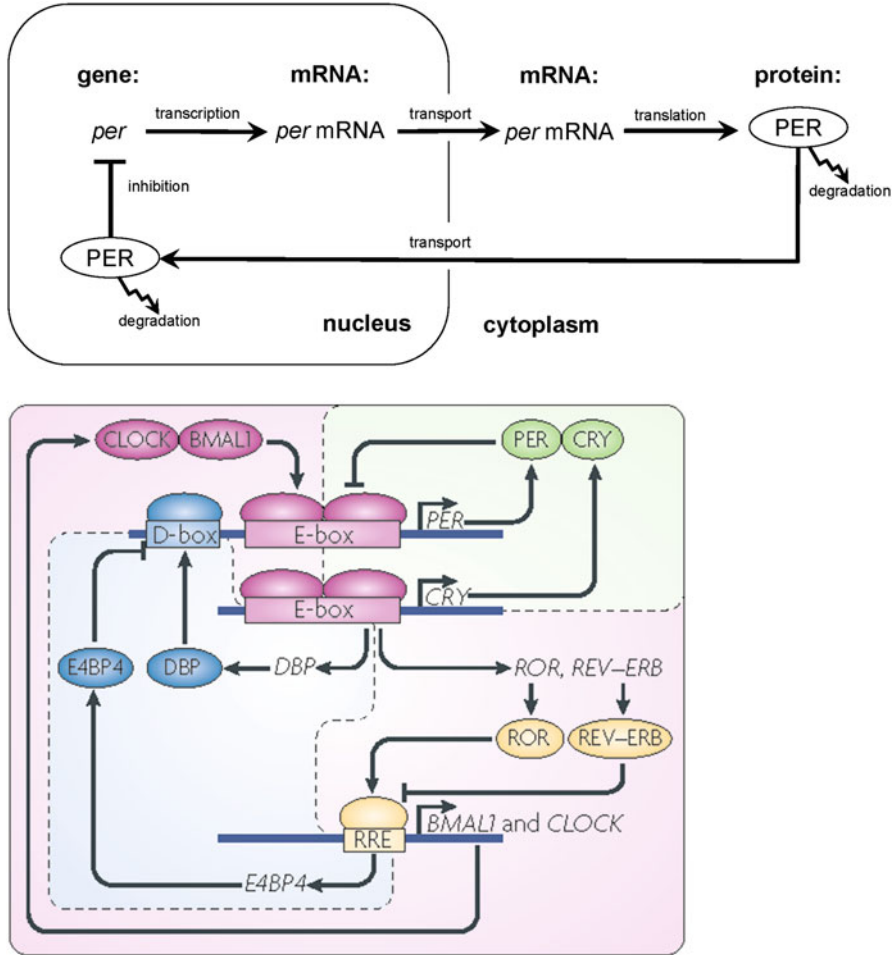 gene: mRNA: mRNA: protein:
per transcription per mRNA transport per mRNA translation PER
inhibition degradation
PER transport
degradation nucleus cytoplasm
CLOCK BMAL1 PER CRY
D-box E-box PER
E-box CRY
E4BP4 DBP DBP ROR, REV–ERB
ROR REV–ERB
RRE BMAL1 and CLOCK
E4BP4